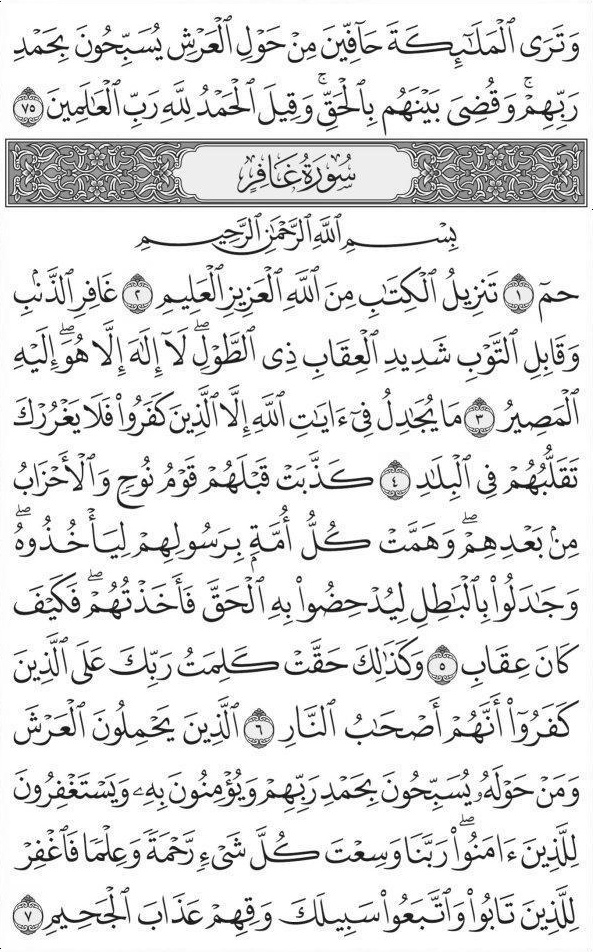 وَتَرَى ٱلْمَلَٰٓئِكَةَ حَآفِّينَ مِنْ حَوْلِ ٱلْعَرْشِ يُسَبِّحُونَ بِحَمْدِ
رَبِّهِمْۖ وَقُضِىَ بَيْنَهُم بِٱلْحَقِّۚ وَقِيلَ ٱلْحَمْدُ لِلَّهِ رَبِّ ٱلْعَٰلَمِينَ ٧٥
سُورَةُ غَافِرٍ
بِسْمِ ٱللَّهِ ٱلرَّحْمَٰنِ ٱلرَّحِيمِ
حمٓ ١ تَنزِيلُ ٱلْكِتَٰبِ مِنَ ٱللَّهِ ٱلْعَزِيزِ ٱلْعَلِيمِ ٢ غَافِرِ ٱلذَّنۢبِ
وَقَابِلِ ٱلتَّوْبِ شَدِيدِ ٱلْعِقَابِ ذِى ٱلطَّوْلِۖ لَآ إِلَٰهَ إِلَّا هُوَۖ إِلَيْهِ
ٱلْمَصِيرُ ٣ مَا يُجَٰدِلُ فِىٓ ءَايَٰتِ ٱللَّهِ إِلَّا ٱلَّذِينَ كَفَرُوا۟ فَلَا يَغْرُرْكَ
تَقَلُّبُهُمْ فِى ٱلْبِلَٰدِ ٤ كَذَّبَتْ قَبْلَهُمْ قَوْمُ نُوحٍ وَٱلْأَحْزَابُ
مِنۢ بَعْدِهِمْۖ وَهَمَّتْ كُلُّ أُمَّةٍۭ بِرَسُولِهِمْ لِيَأْخُذُوهُۖ
وَجَٰدَلُوا۟ بِٱلْبَٰطِلِ لِيُدْحِضُوا۟ بِهِ ٱلْحَقَّ فَأَخَذْتُهُمْۖ فَكَيْفَ
كَانَ عِقَابِ ٥ وَكَذَٰلِكَ حَقَّتْ كَلِمَتُ رَبِّكَ عَلَى ٱلَّذِينَ
كَفَرُوٓا۟ أَنَّهُمْ أَصْحَٰبُ ٱلنَّارِ ٦ ٱلَّذِينَ يَحْمِلُونَ ٱلْعَرْشَ
وَمَنْ حَوْلَهُۥ يُسَبِّحُونَ بِحَمْدِ رَبِّهِمْ وَيُؤْمِنُونَ بِهِۦ وَيَسْتَغْفِرُونَ
لِلَّذِينَ ءَامَنُوا۟ۖ رَبَّنَا وَسِعْتَ كُلَّ شَىْءٍ رَّحْمَةً وَعِلْمًا فَٱغْفِرْ
لِلَّذِينَ تَابُوا۟ وَٱتَّبَعُوا۟ سَبِيلَكَ وَقِهِمْ عَذَابَ ٱلْجَحِيمِ ٧